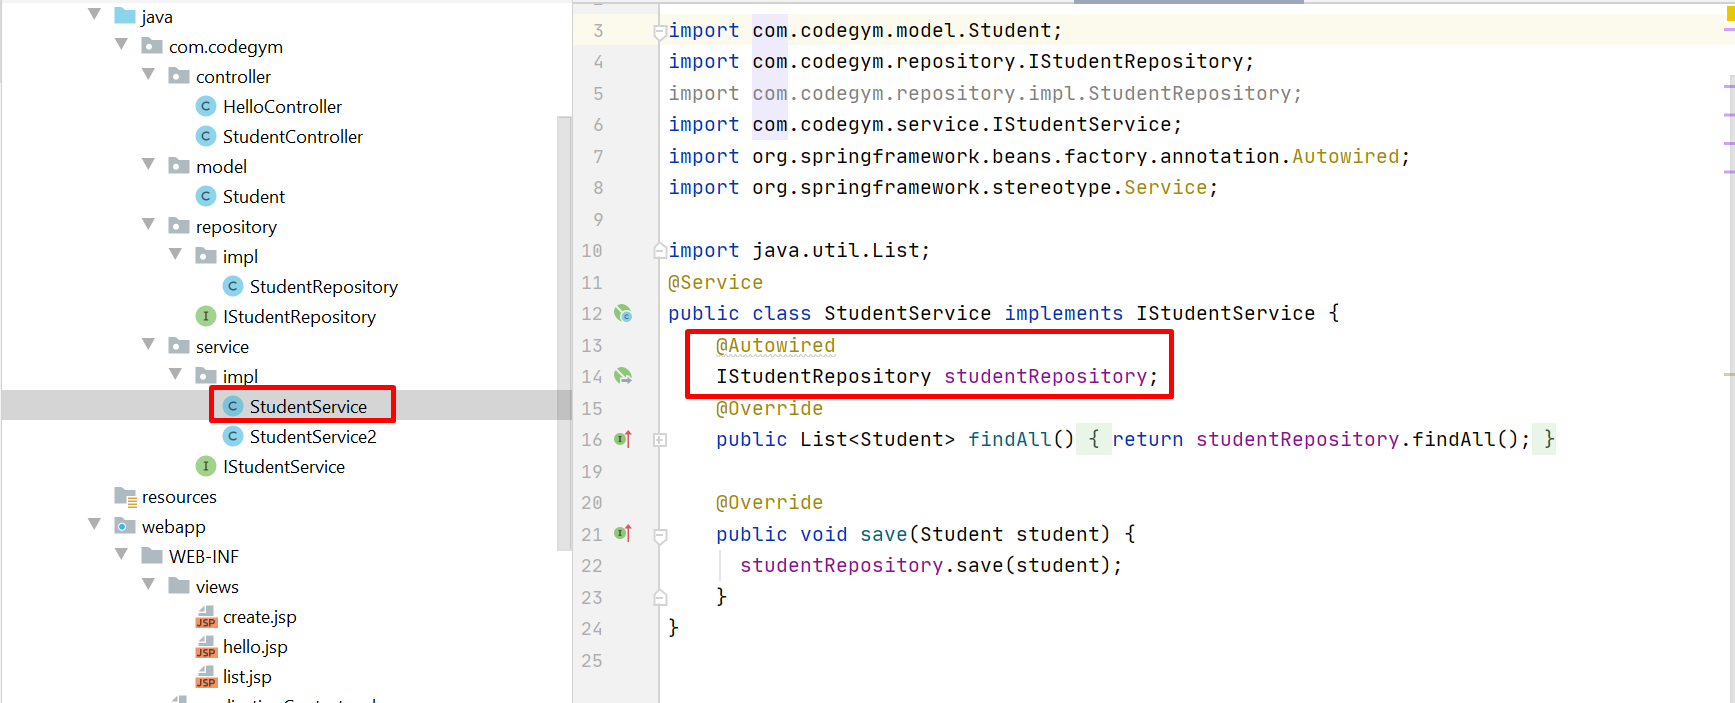 java
com.codegym
controller
HelloController
StudentController
model
Student
repository
impl
StudentRepository
IStudentRepository
service
impl
StudentService
StudentService2
IStudentService
resources
webapp
WEB-INF
views
create.jsp
hello.jsp
list.jsp
3 import com.codegym.model.Student;
4 import com.codegym.repository.IStudentRepository;
5 import com.codegym.repository.impl.StudentRepository;
6 import com.codegym.service.IStudentService;
7 import org.springframework.beans.factory.annotation.Autowired;
8 import org.springframework.stereotype.Service;
9
10 import java.util.List;
11 @Service
12 public class StudentService implements IStudentService {
13 @Autowired
14 IStudentRepository studentRepository;
15 @Override
16 public List<Student> findAll() { return studentRepository.findAll(); }
19
20 @Override
21 public void save(Student student) {
22 studentRepository.save(student);
23 }
24 }
25